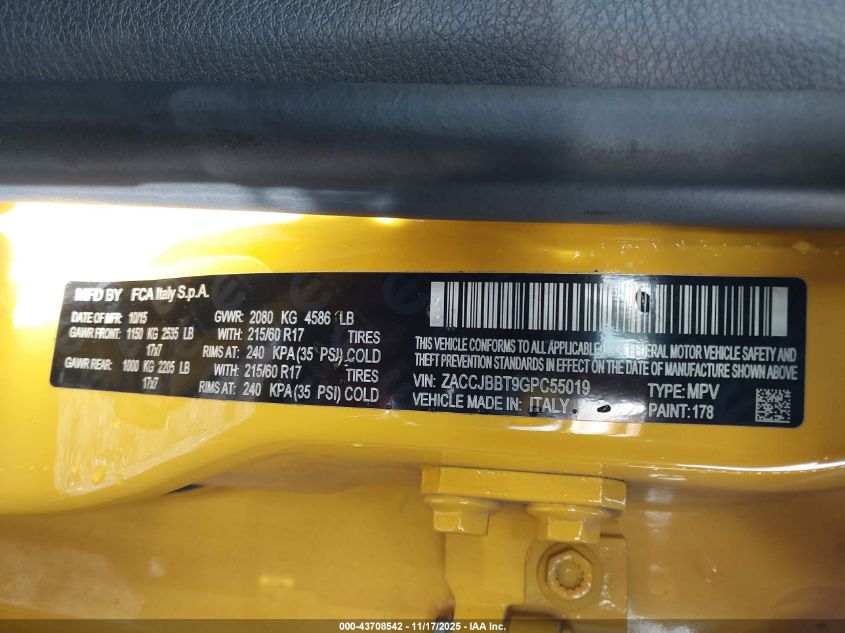 MFD BY FCA Italy S.p.A.
DATE OF MFR: 10/15 GVWR: 2080 KG 4586 LB
GAWR FRONT: 1150 KG 2535 LB WITH: 215/60 R17 TIRES
17x7 RIMS AT: 240 KPA (35 PSI) COLD
GAWR REAR: 1000 KG 2205 LB WITH: 215/60 R17 TIRES
17x7 RIMS AT: 240 KPA (35 PSI) COLD
THIS VEHICLE CONFORMS TO ALL APPLICABLE U.S. FEDERAL MOTOR VEHICLE SAFETY AND
THEFT PREVENTION STANDARDS IN EFFECT ON THE DATE OF MANUFACTURE SHOWN ABOVE
VIN: ZACCJBBT9GPC55019 TYPE: MPV
VEHICLE MADE IN: ITALY PAINT: 178
000-43708542 — 11/17/2025 — IAA Inc.